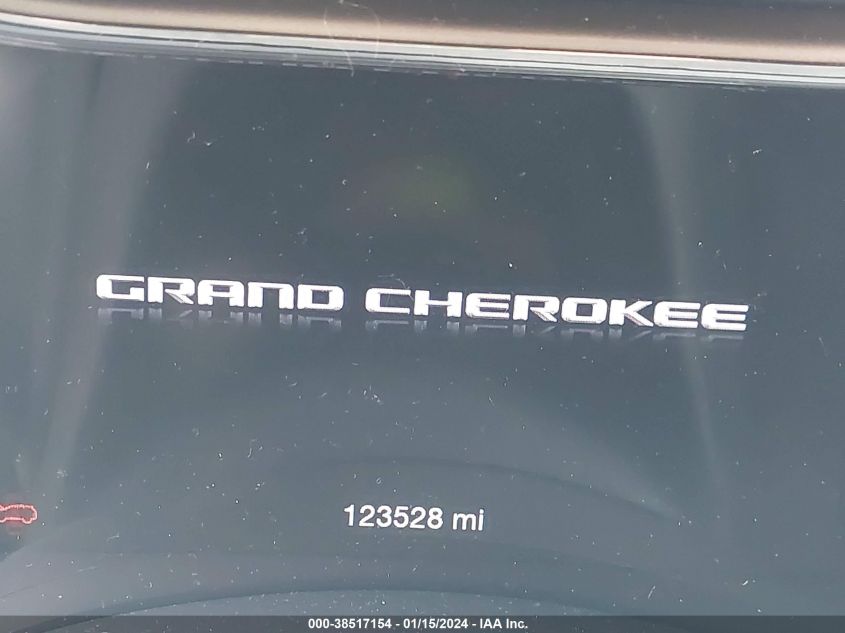 GRAND CHEROKEE
123528 mi
000-38517154 - 01/15/2024 - IAA Inc.